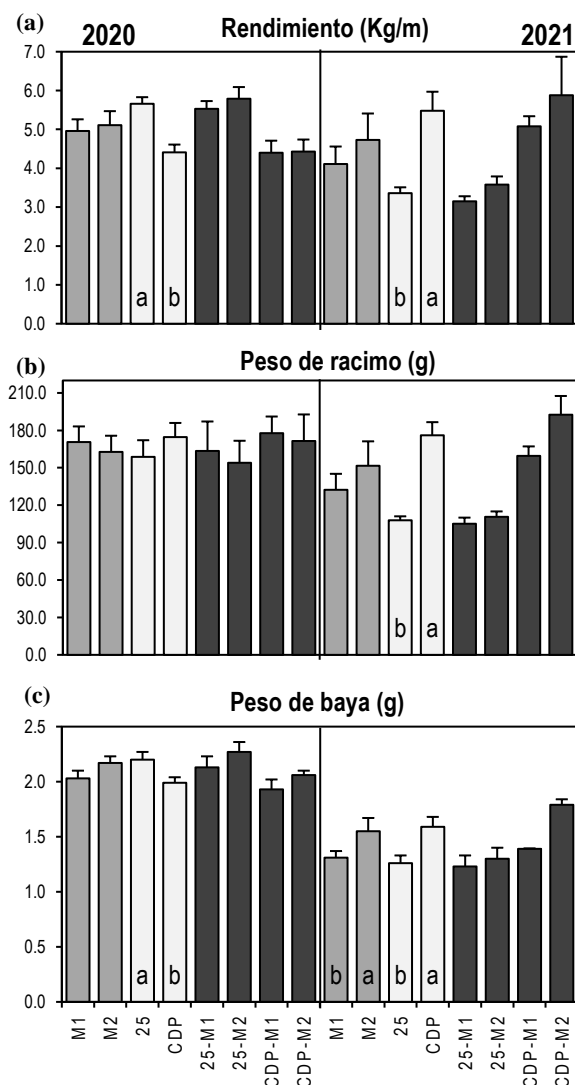 (a)
2020 Rendimiento (Kg/m) 2021
7.0
6.0
5.0
4.0
3.0
2.0
1.0
0.0
a b b a
(b)
Peso de racimo (g)
210.0
180.0
150.0
120.0
90.0
60.0
30.0
0.0
b a
(c)
Peso de baya (g)
2.5
2.0
1.5
1.0
0.5
0.0
a b b a b a
M1
M2
25
CDP
25-M1
25-M2
CDP-M1
CDP-M2
M1
M2
25
CDP
25-M1
25-M2
CDP-M1
CDP-M2